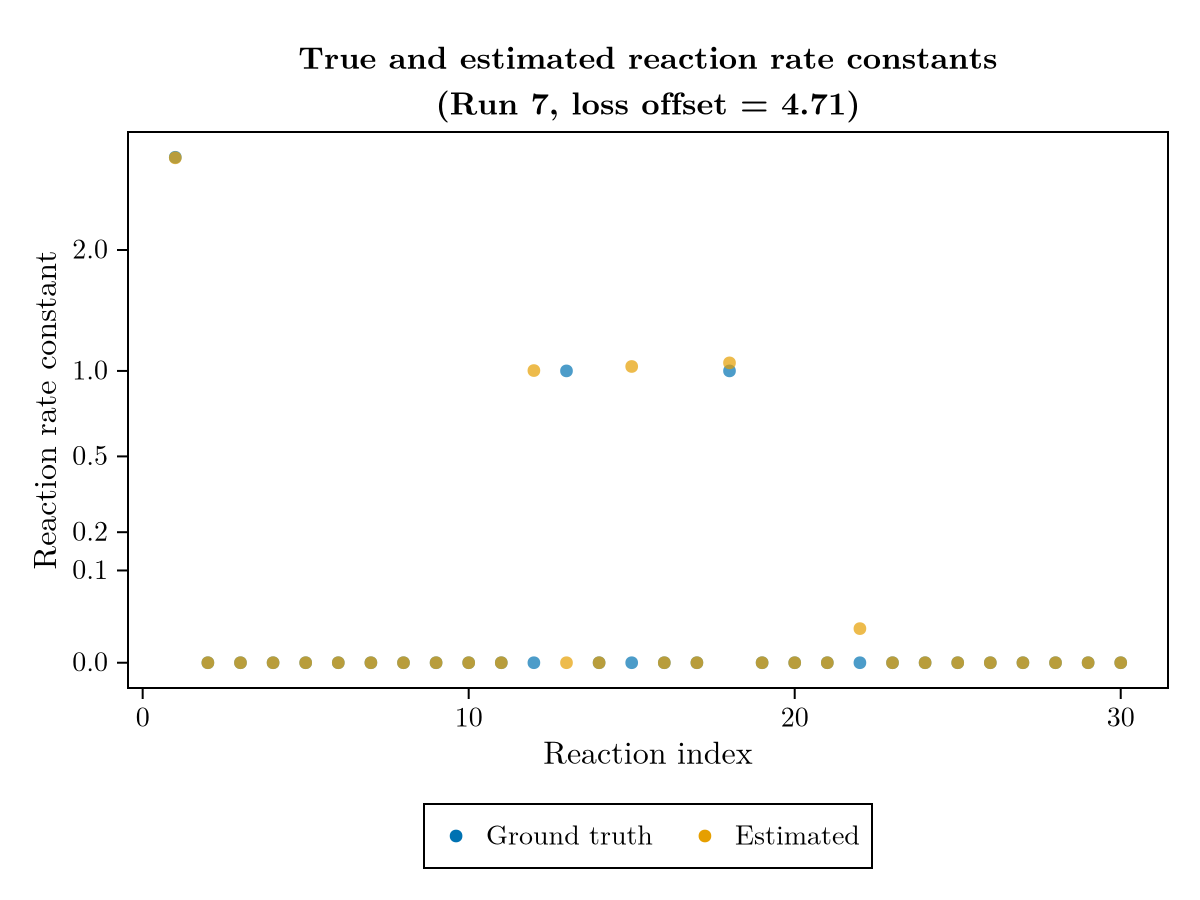 True and estimated reaction rate constants
(Run 7, loss offset = 4.71)
Reaction rate constant
2.0
1.0
0.5
0.2
0.1
0.0
0 10 20 30
Reaction index
Ground truth Estimated